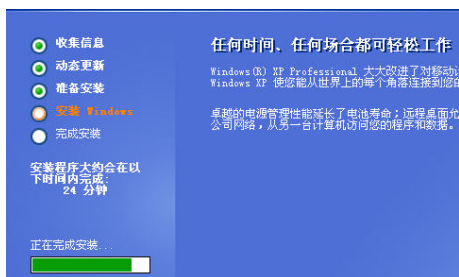 收集信息
动态更新
准备安装
安装 Windows
完成安装
安装程序大约会在以
下时间内完成:
24 分钟
正在完成安装...
任何时间、任何场合都可轻松工作
Windows(R) XP Professional 大大改进了对移动
Windows XP 使您能从世界上的每个角落连接到您的
卓越的电源管理性能延长了电池寿命；远程桌面允
公司网络，从另一台计算机访问您的程序和数据。